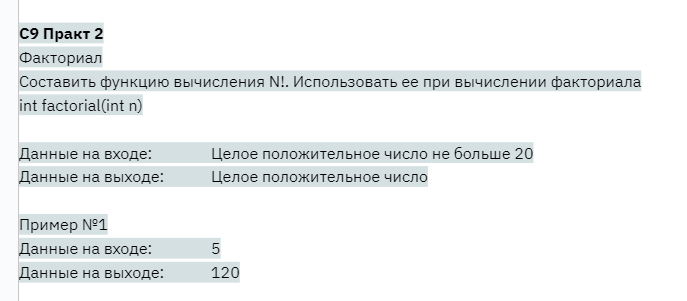 C9 Практ 2
Факториал
Составить функцию вычисления N!. Использовать ее при вычислении факториала
int factorial(int n)
Данные на входе: Целое положительное число не больше 20
Данные на выходе: Целое положительное число
Пример №1
Данные на входе: 5
Данные на выходе: 120